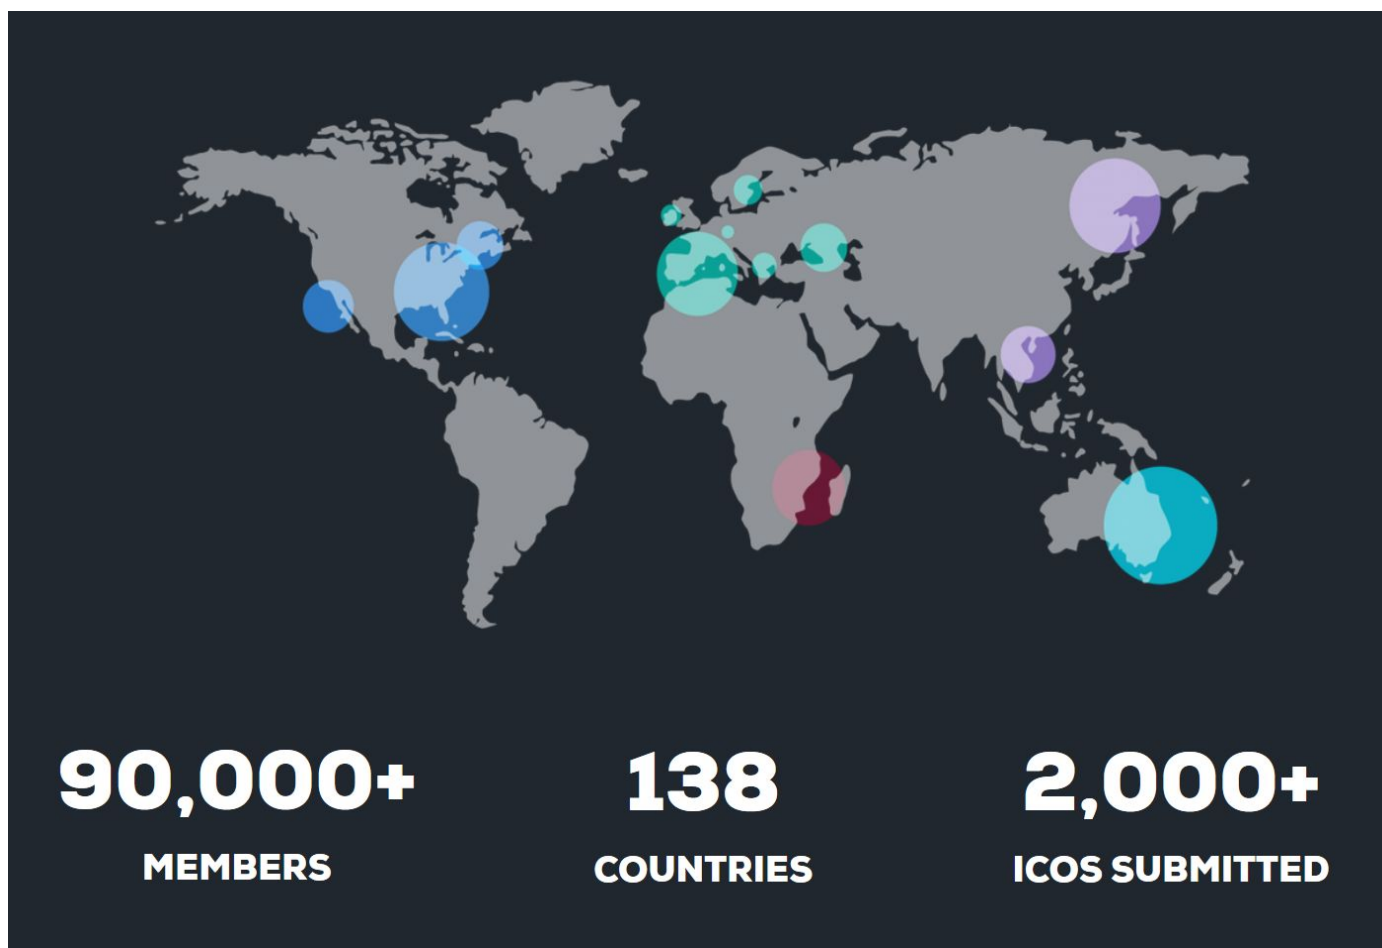 90,000+
MEMBERS
138
COUNTRIES
2,000+
ICOS SUBMITTED